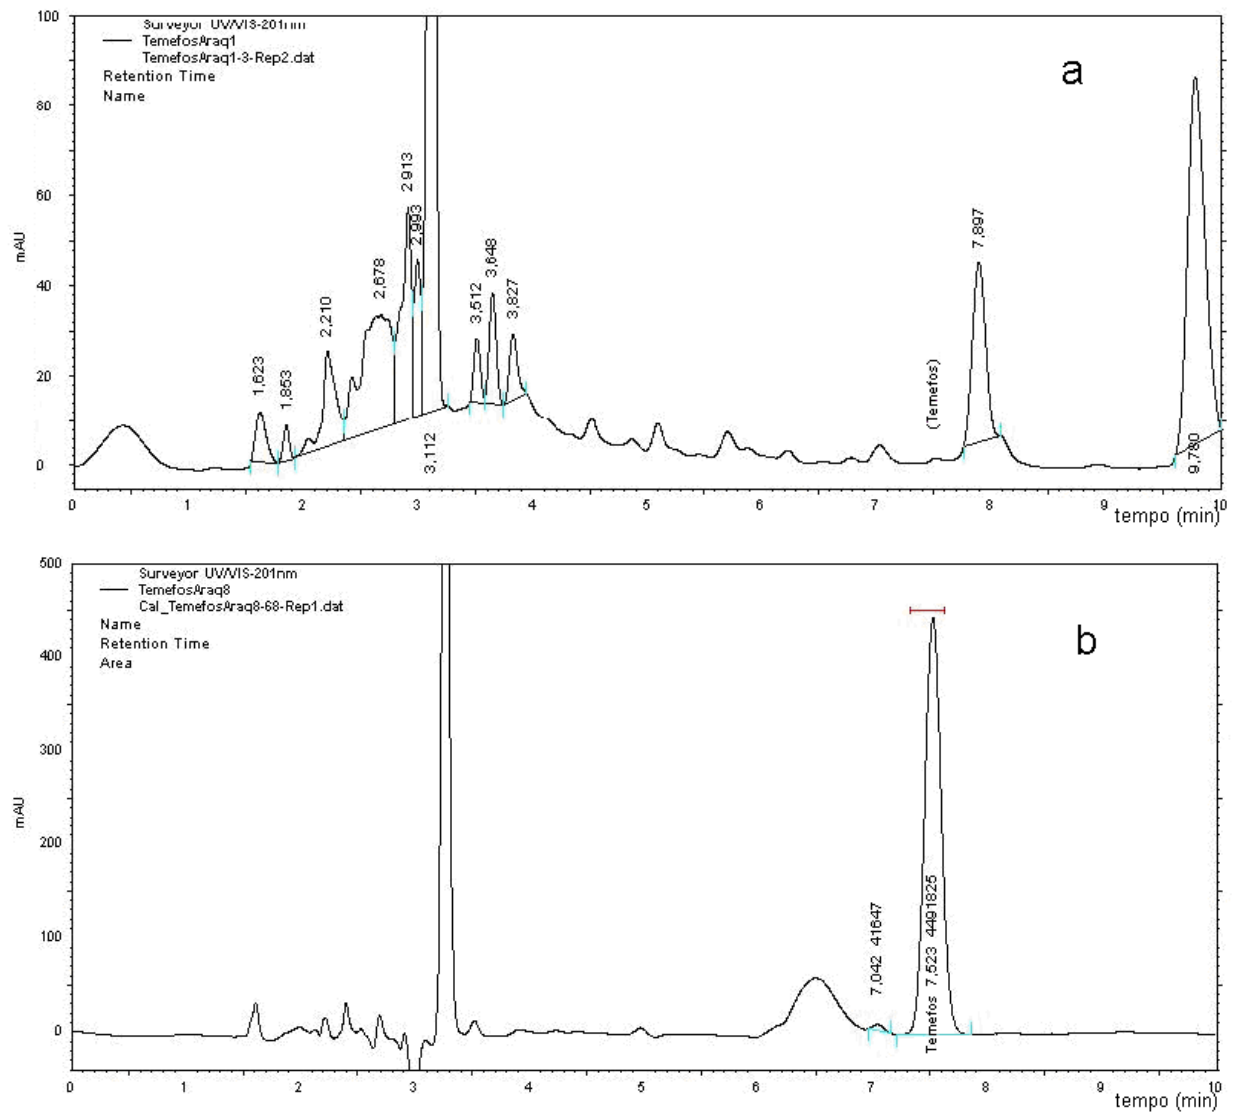 100
Surveyor UV/VIS-201nm
TemefosAraq1
TemefosAraq1-3-Rep2.dat
Retention Time
Name
a
80
60
40
20
0
mAU
1,623
1,853
2,210
2,678
2913
2,993
3,112
3,512
3,648
3,827
(Temefos)
7,897
9,780
0 1 2 3 4 5 6 7 8 9 10
tempo (min)
500
Surveyor UV/VIS-201nm
TemefosAraq8
Cal_TemefosAraq8-68-Rep1.dat
Name
Retention Time
Area
b
400
300
200
100
0
mAU
7,042 41647
Temefos 7,523 4491825
0 1 2 3 4 5 6 7 8 9 10
tempo (min)